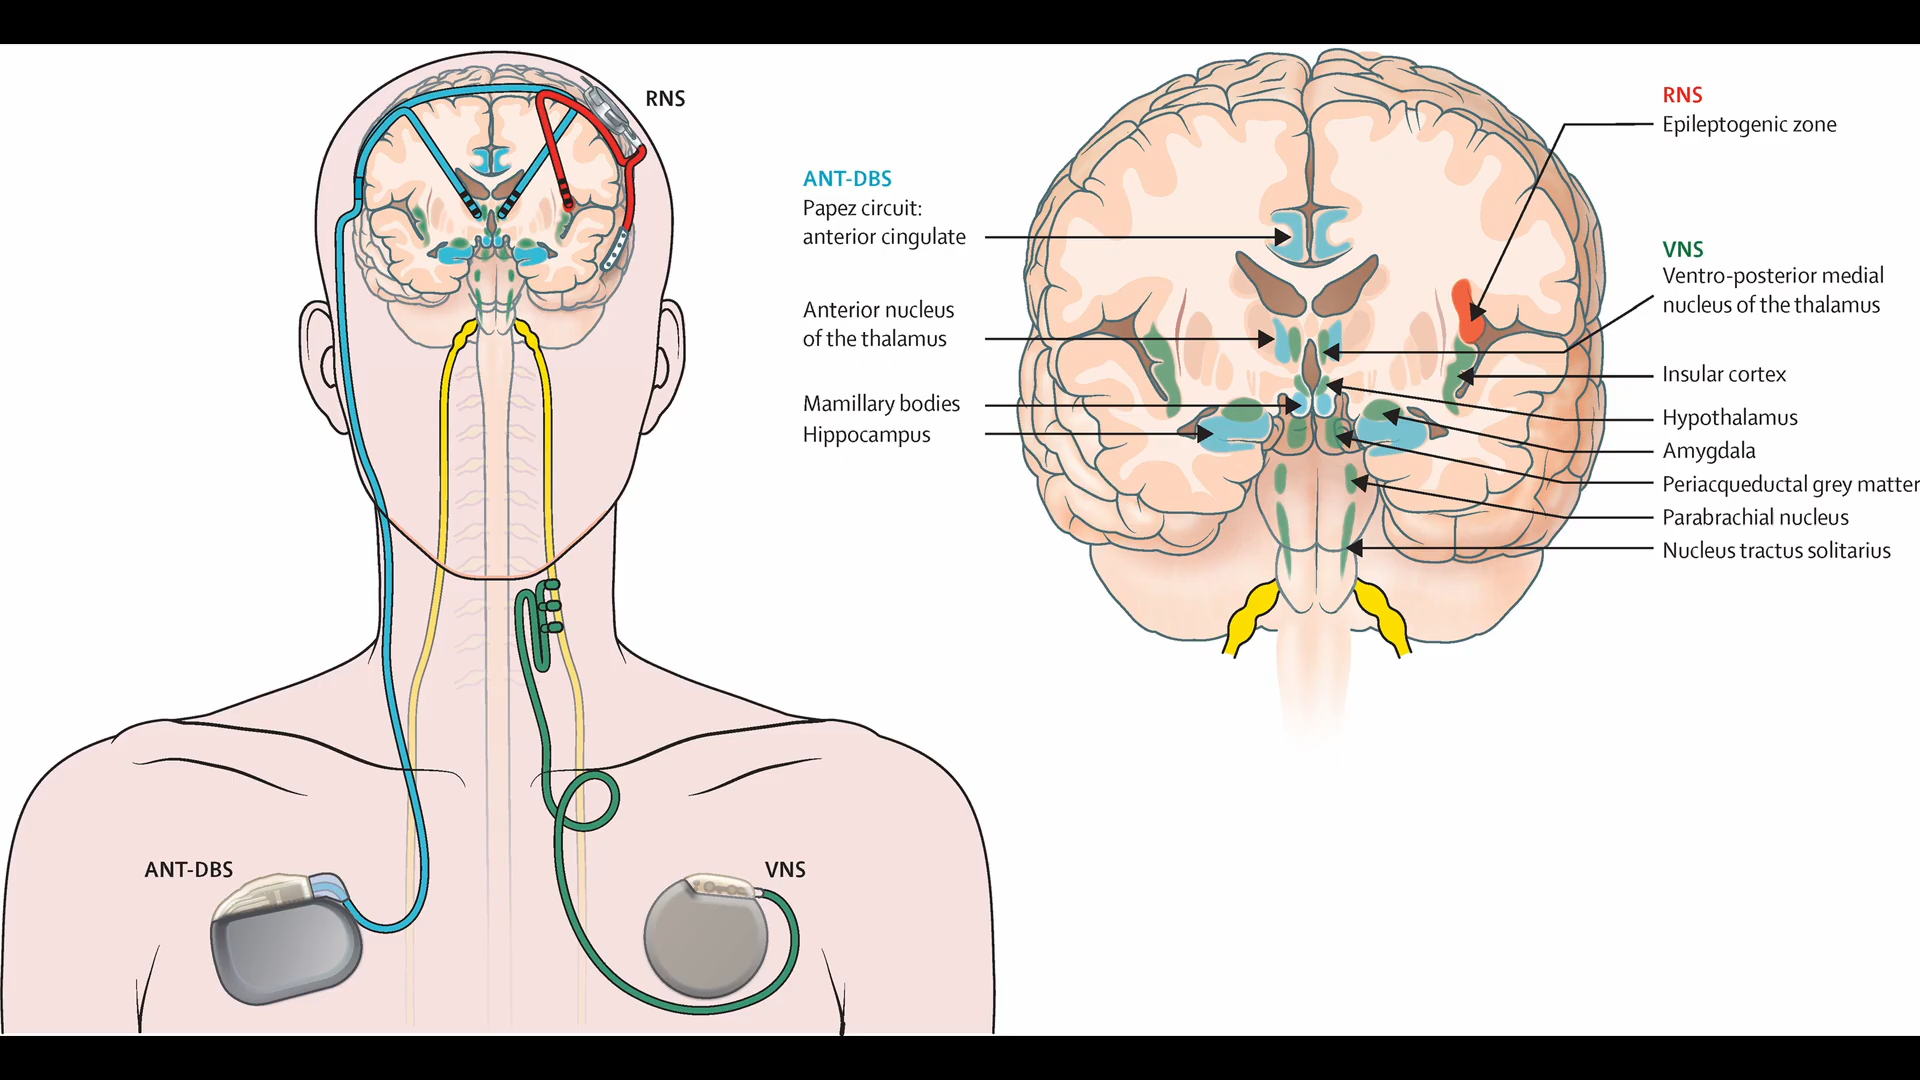 RNS
ANT-DBS
VNS
ANT-DBS
Papez circuit:
anterior cingulate
Anterior nucleus
of the thalamus
Mamillary bodies
Hippocampus
RNS
Epileptogenic zone
VNS
Ventro-posterior medial
nucleus of the thalamus
Insular cortex
Hypothalamus
Amygdala
Periacqueductal grey matter
Parabrachial nucleus
Nucleus tractus solitarius